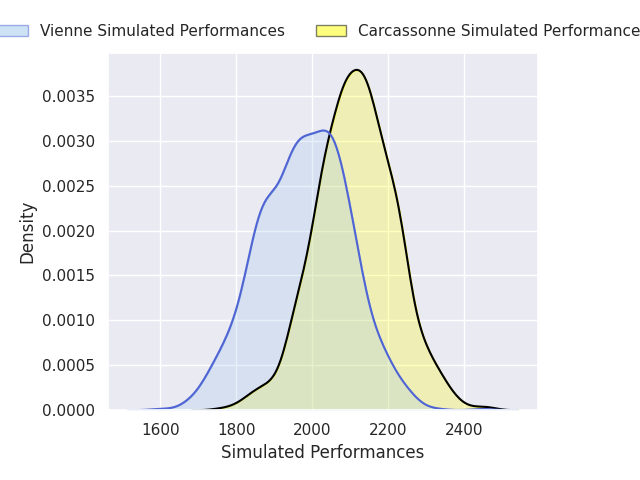 Vienne Simulated Performances
Carcassonne Simulated Performance
0.0035
0.0030
0.0025
0.0020
0.0015
0.0010
0.0005
0.0000
Density
1600 1800 2000 2200 2400
Simulated Performances